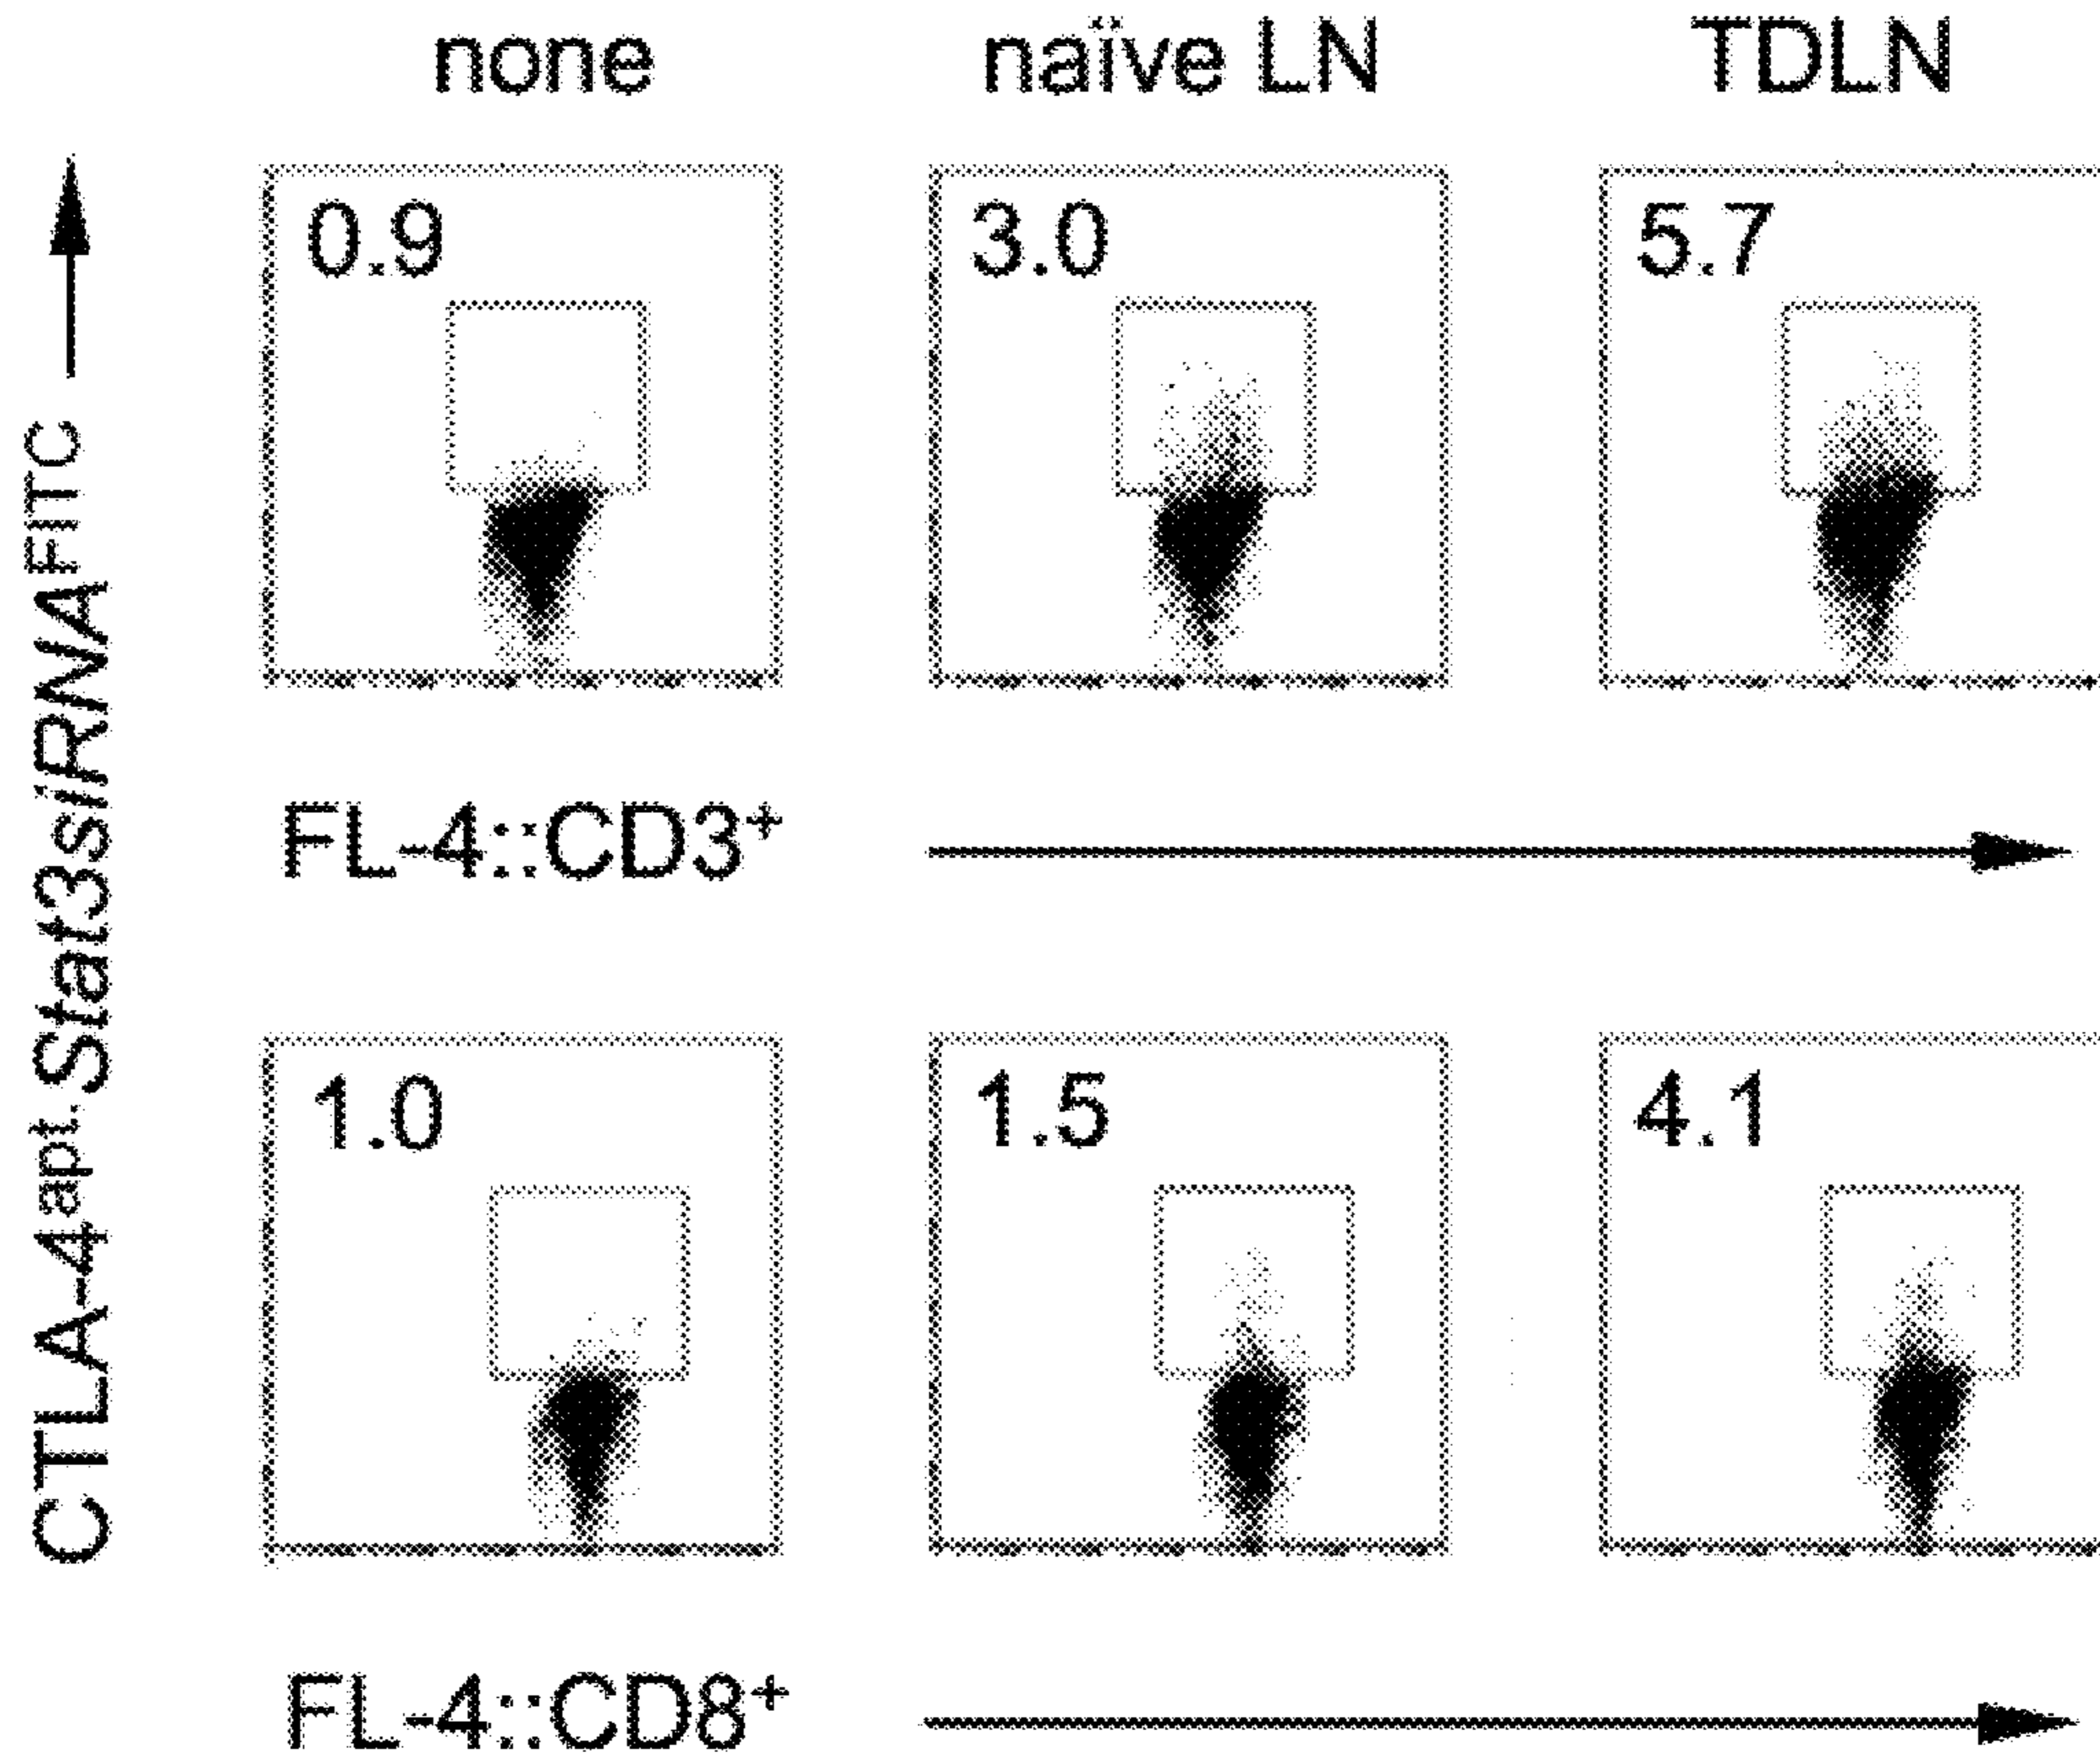 none naïve LN TDLN
CTLA-4apt.Stat3siRNAFITC
0.9 3.0 5.7
FL-4::CD3+
1.0 1.5 4.1
FL-4::CD8+